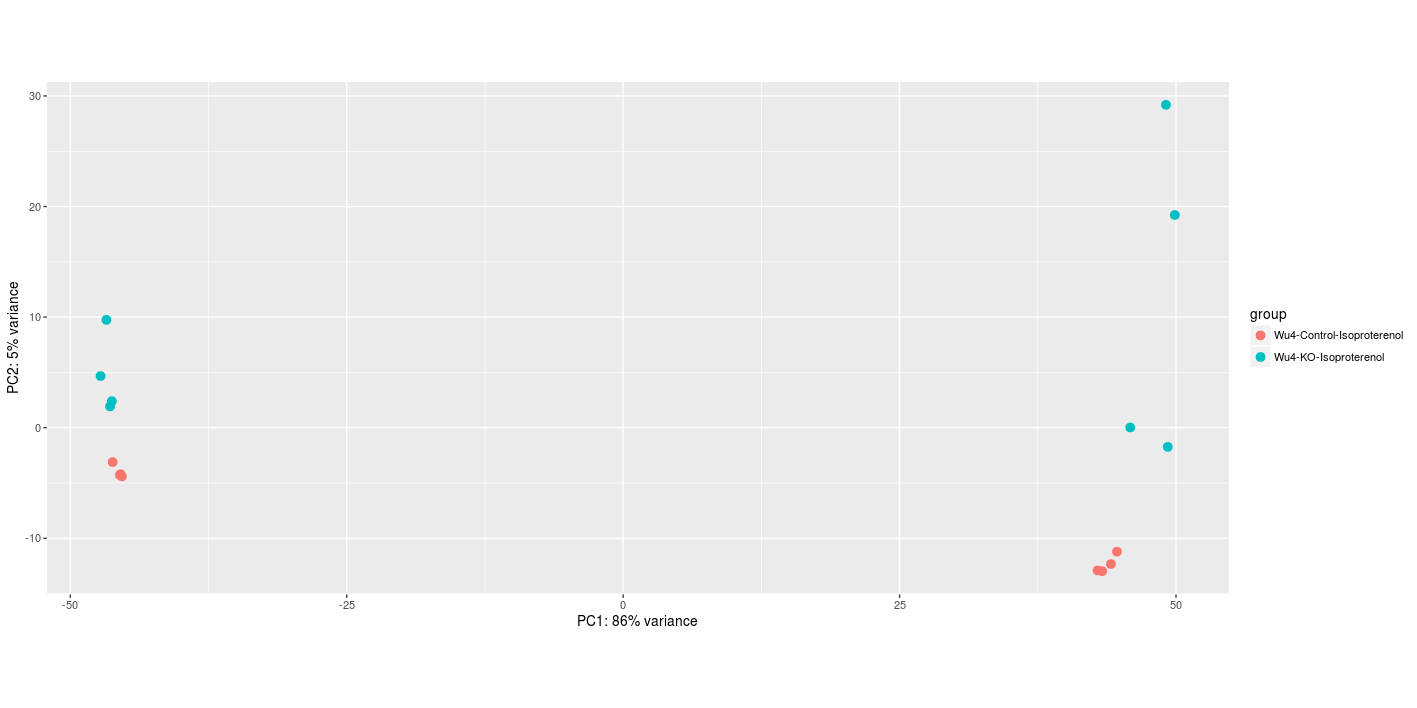 30
20
10
0
-10
PC2: 5% variance
-50
-25
0
25
50
PC1: 86% variance
group
Wu4-Control-Isoproterenol
Wu4-KO-Isoproterenol